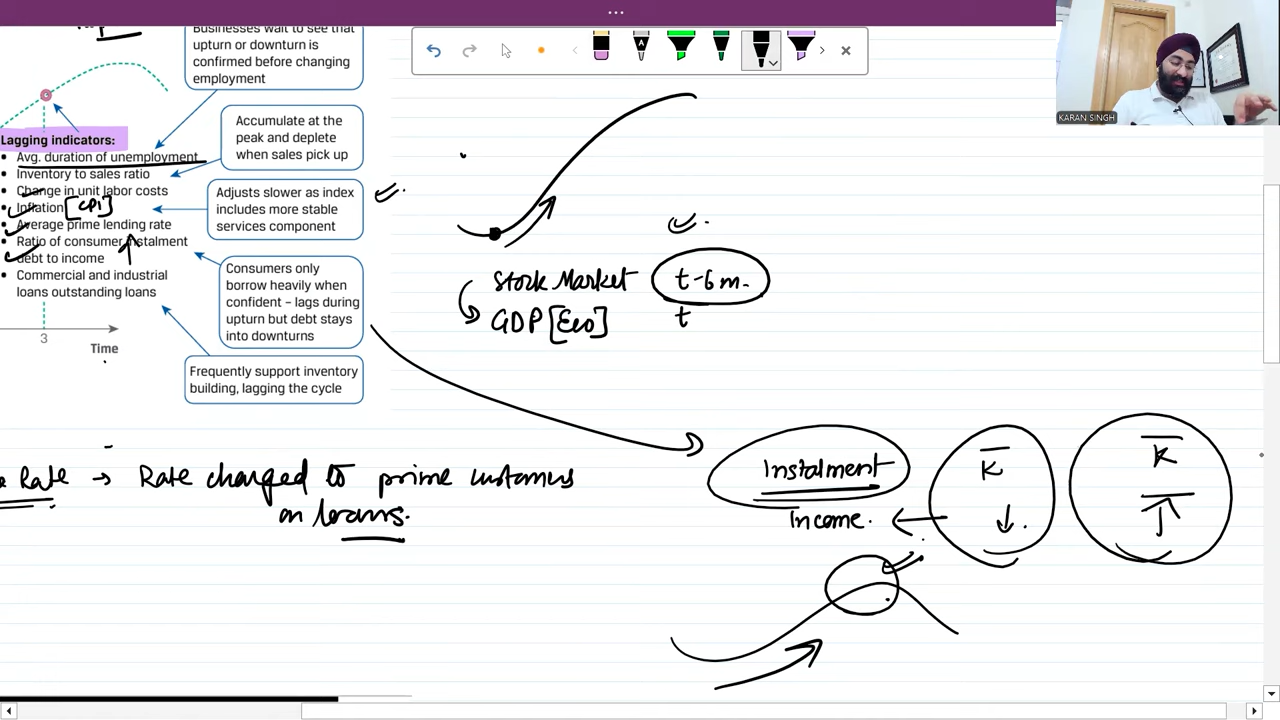 Businesses wait to see that
upturn or downturn is
confirmed before changing
employment
Accumulate at the
peak and deplete
when sales pick up
Lagging indicators:
• Avg. duration of unemployment
• Inventory to sales ratio
• Change in unit labor costs
• Inflation [CPI]
• Average prime lending rate
• Ratio of consumer instalment
debt to income
• Commercial and industrial
loans outstanding loans
Adjusts slower as index
includes more stable
services component
Consumers only
borrow heavily when
confident – lags during
upturn but debt stays
into downturns
Frequently support inventory
building, lagging the cycle
3
Time
Stock Market t-6m.
GDP [Eco] t
Rate → Rate charged to prime customers
on loans.
Instalment
Income.
K
K
KARAN SINGH
A